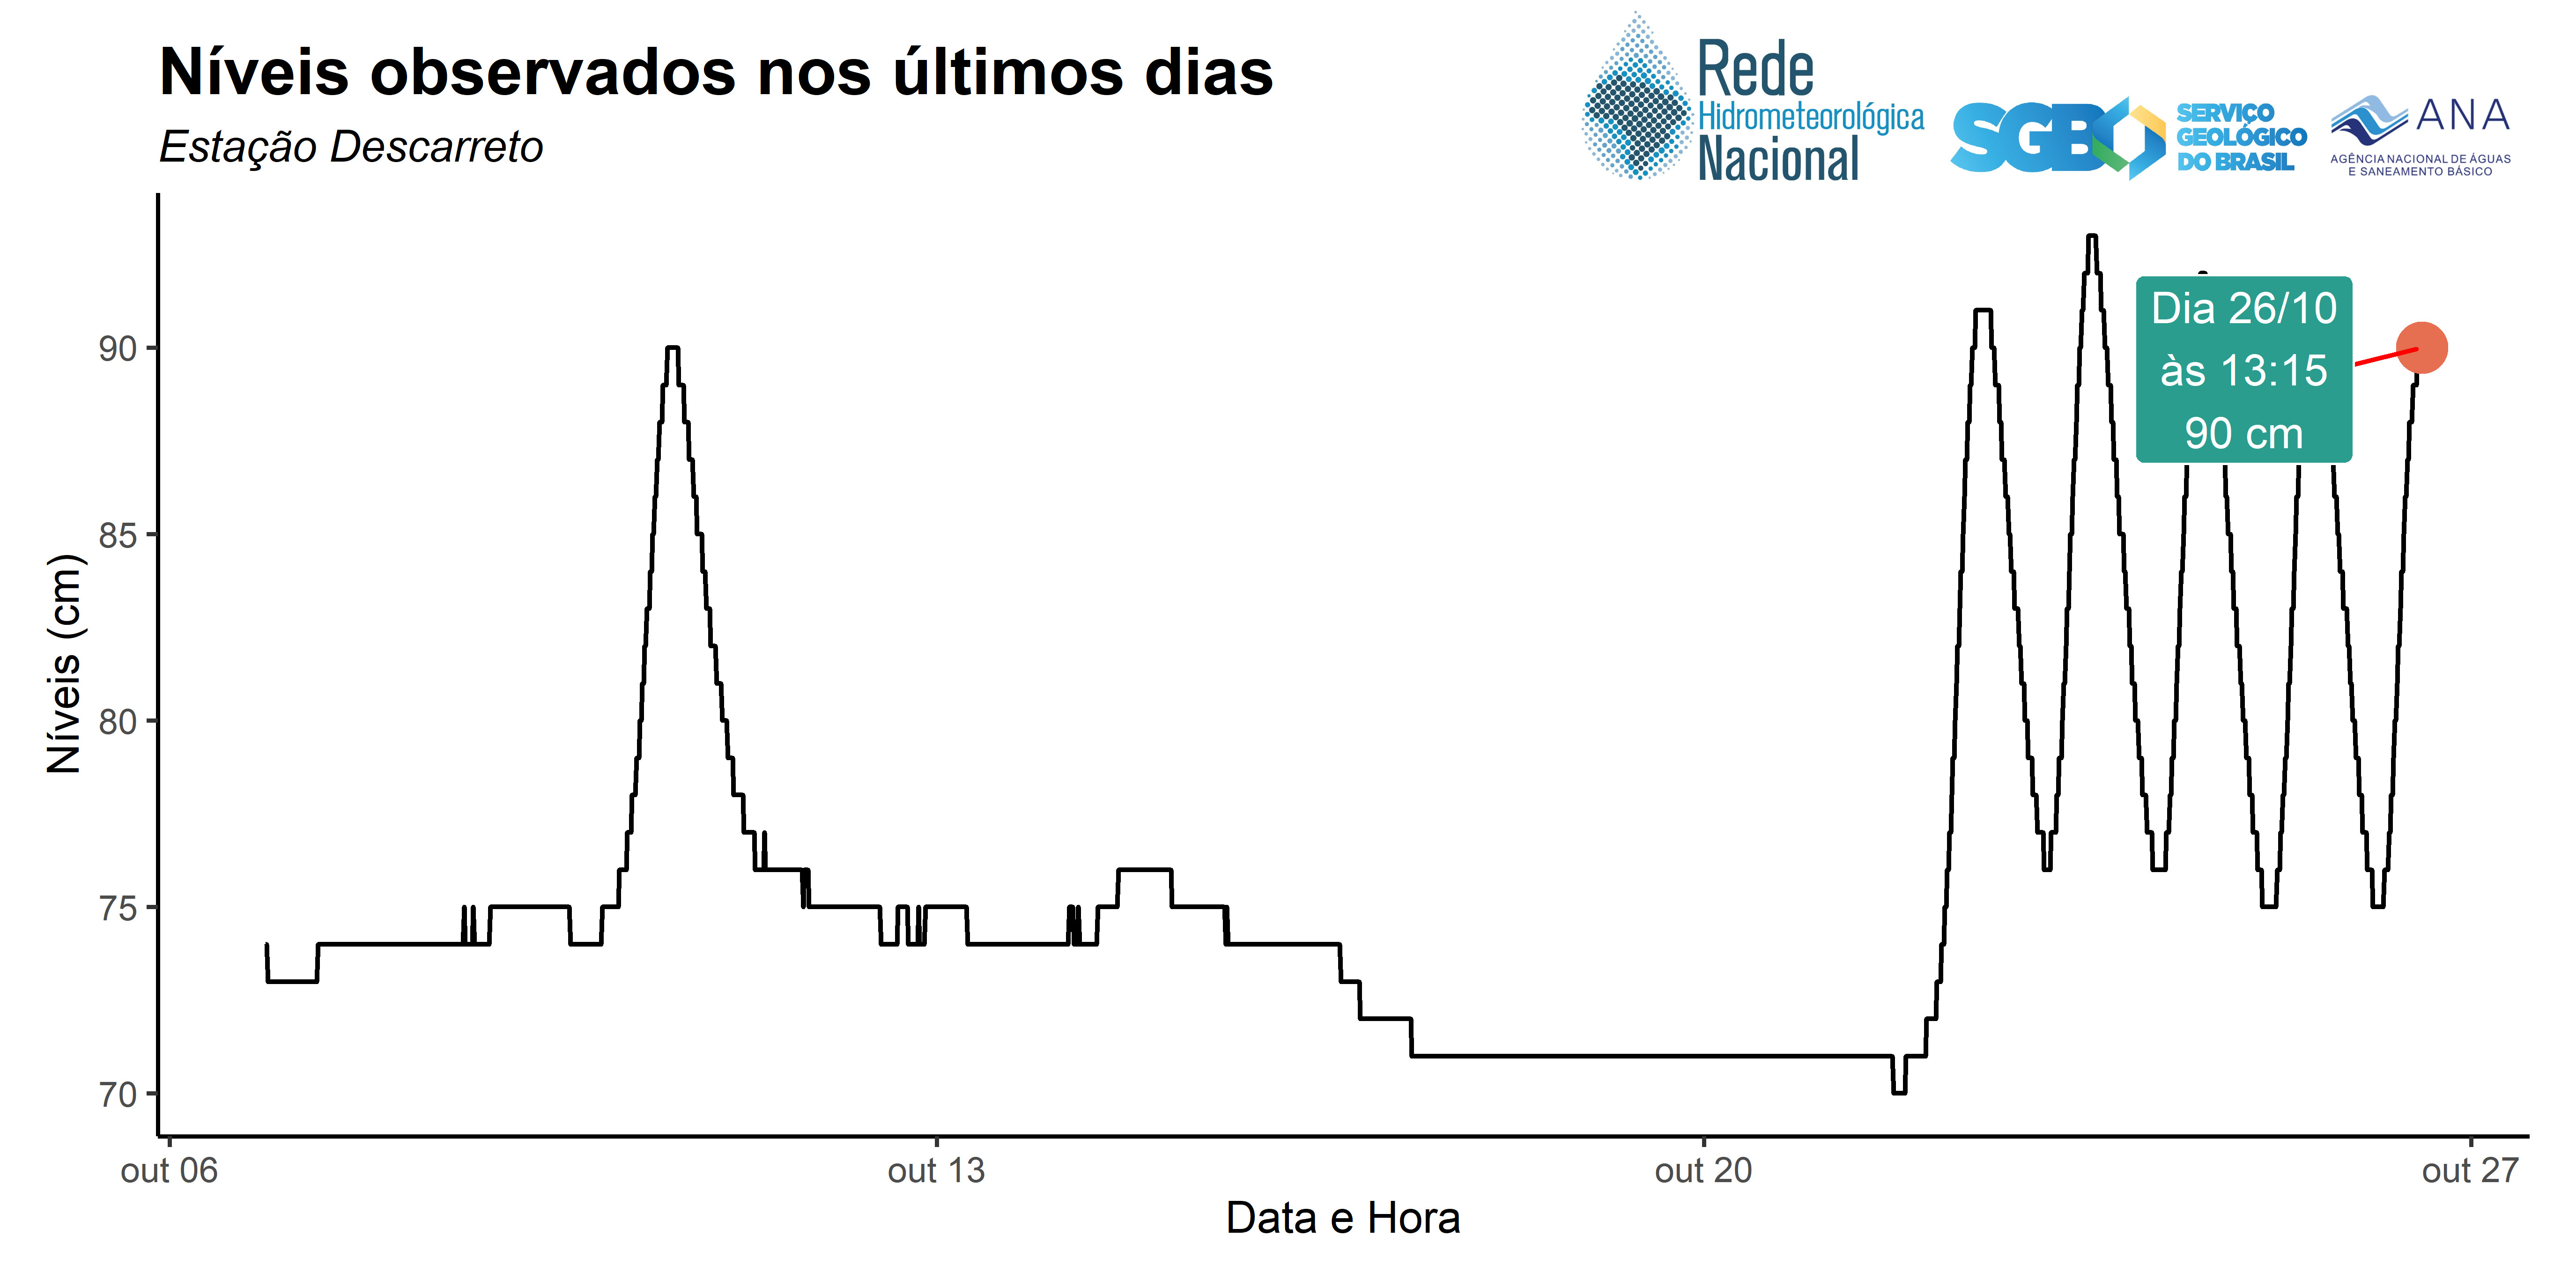 Níveis observados nos últimos dias
Estação Descarreto
Rede
Hidrometeorológica
Nacional
SGB
SERVIÇO
GEOLÓGICO
DO BRASIL
ANA
AGÊNCIA NACIONAL DE ÁGUAS
E SANEAMENTO BÁSICO
Dia 26/10
às 13:15
90 cm
Níveis (cm)
90
85
80
75
70
out 06
out 13
out 20
out 27
Data e Hora